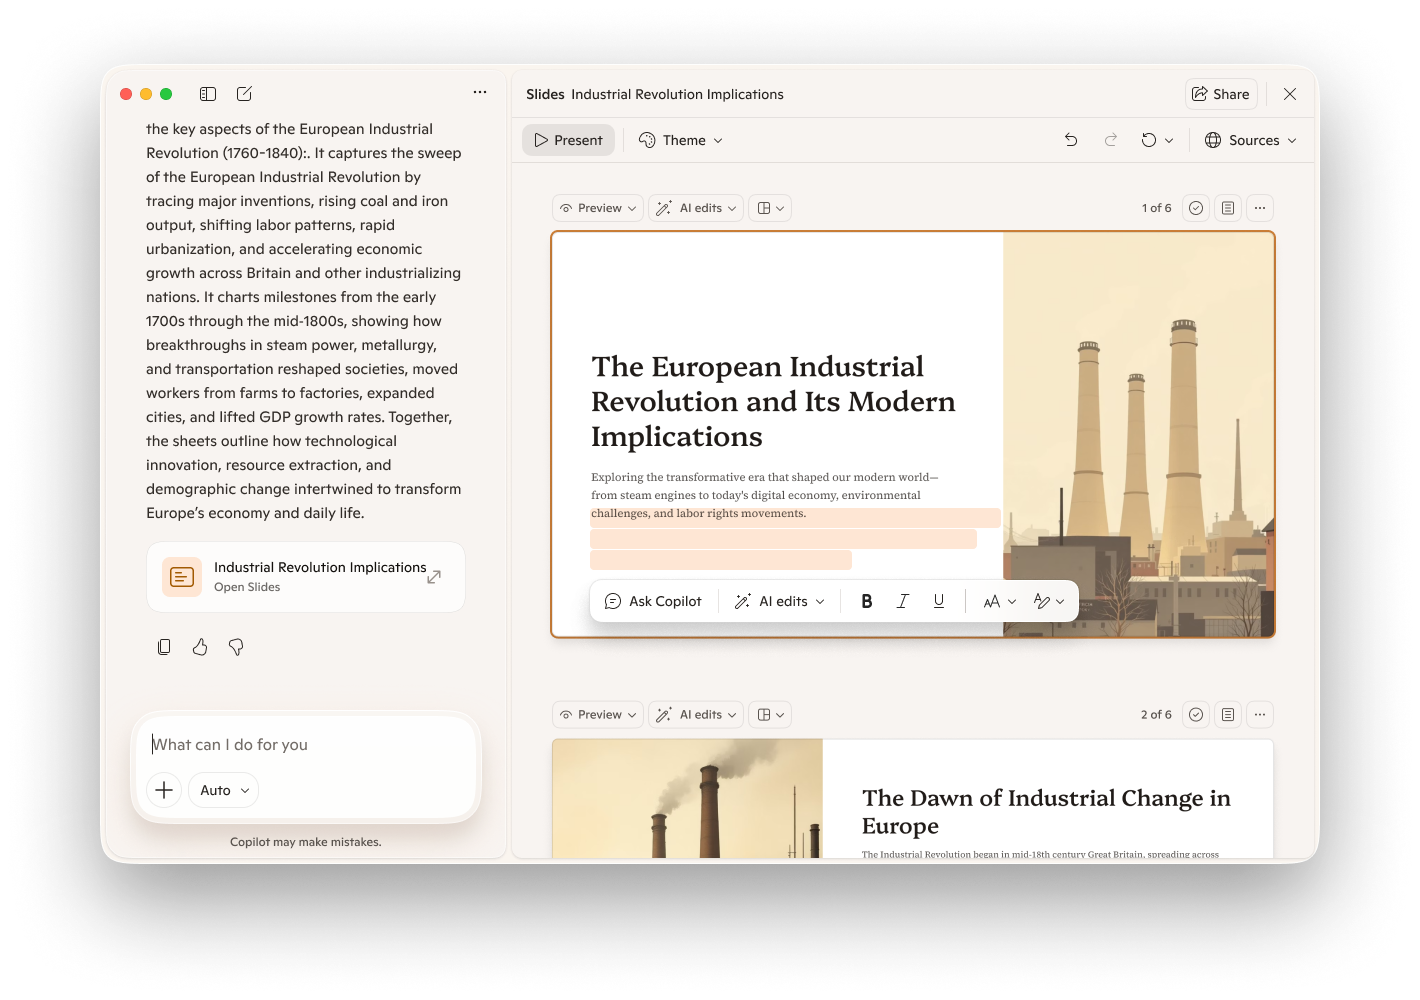 the key aspects of the European Industrial
Revolution (1760-1840):. It captures the sweep
of the European Industrial Revolution by
tracing major inventions, rising coal and iron
output, shifting labor patterns, rapid
urbanization, and accelerating economic
growth across Britain and other industrializing
nations. It charts milestones from the early
1700s through the mid-1800s, showing how
breakthroughs in steam power, metallurgy,
and transportation reshaped societies, moved
workers from farms to factories, expanded
cities, and lifted GDP growth rates. Together,
the sheets outline how technological
innovation, resource extraction, and
demographic change intertwined to transform
Europe's economy and daily life.
Industrial Revolution Implications
Open Slides
What can I do for you
Auto
Copilot may make mistakes.
Slides Industrial Revolution Implications
Share
Present
Theme
Sources
Preview
AI edits
1 of 6
The European Industrial
Revolution and Its Modern
Implications
Exploring the transformative era that shaped our modern world—
from steam engines to today's digital economy, environmental
challenges, and labor rights movements.
Ask Copilot
AI edits
B
I
U
AA
A
Preview
AI edits
2 of 6
The Dawn of Industrial Change in
Europe
The Industrial Revolution began in mid-18th century Great Britain, spreading across